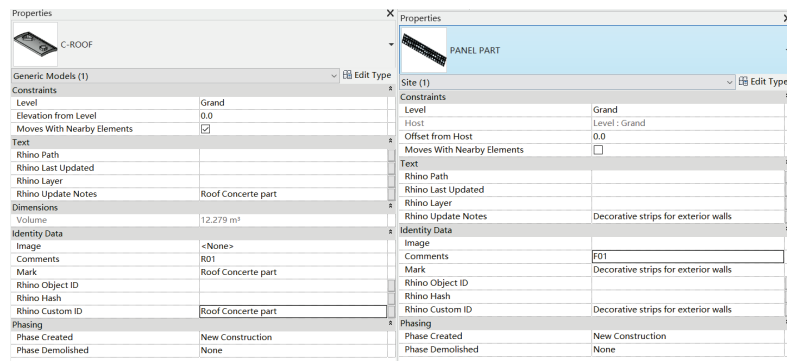 Properties
C-ROOF
Generic Models (1)
Edit Type
Constraints
Level Grand
Elevation from Level 0.0
Moves With Nearby Elements
Text
Rhino Path
Rhino Last Updated
Rhino Layer
Rhino Update Notes Roof Concerte part
Dimensions
Volume 12.279 m³
Identity Data
Image <None>
Comments R01
Mark Roof Concerte part
Rhino Object ID
Rhino Hash
Rhino Custom ID Roof Concerte part
Phasing
Phase Created New Construction
Phase Demolished None
Properties
PANEL PART
Site (1)
Edit Type
Constraints
Level Grand
Host Level : Grand
Offset from Host 0.0
Moves With Nearby Elements
Text
Rhino Path
Rhino Last Updated
Rhino Layer
Rhino Update Notes Decorative strips for exterior walls
Identity Data
Image
Comments F01
Mark Decorative strips for exterior walls
Rhino Object ID
Rhino Hash
Rhino Custom ID Decorative strips for exterior walls
Phasing
Phase Created New Construction
Phase Demolished None